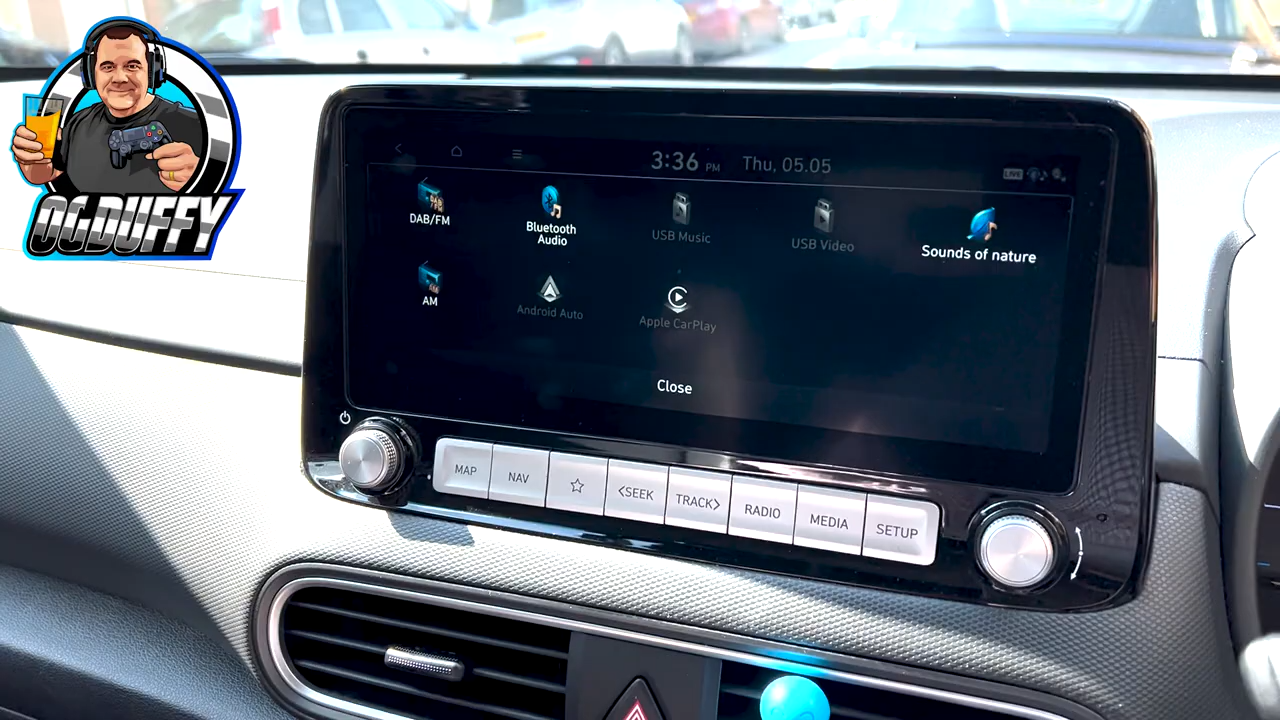 OGDUFFY
3:36 PM Thu, 05.05
LIVE
DAB/FM
Bluetooth
Audio
USB Music
USB Video
Sounds of nature
AM
Android Auto
Apple CarPlay
Close
MAP
NAV
<SEEK
TRACK>
RADIO
MEDIA
SETUP